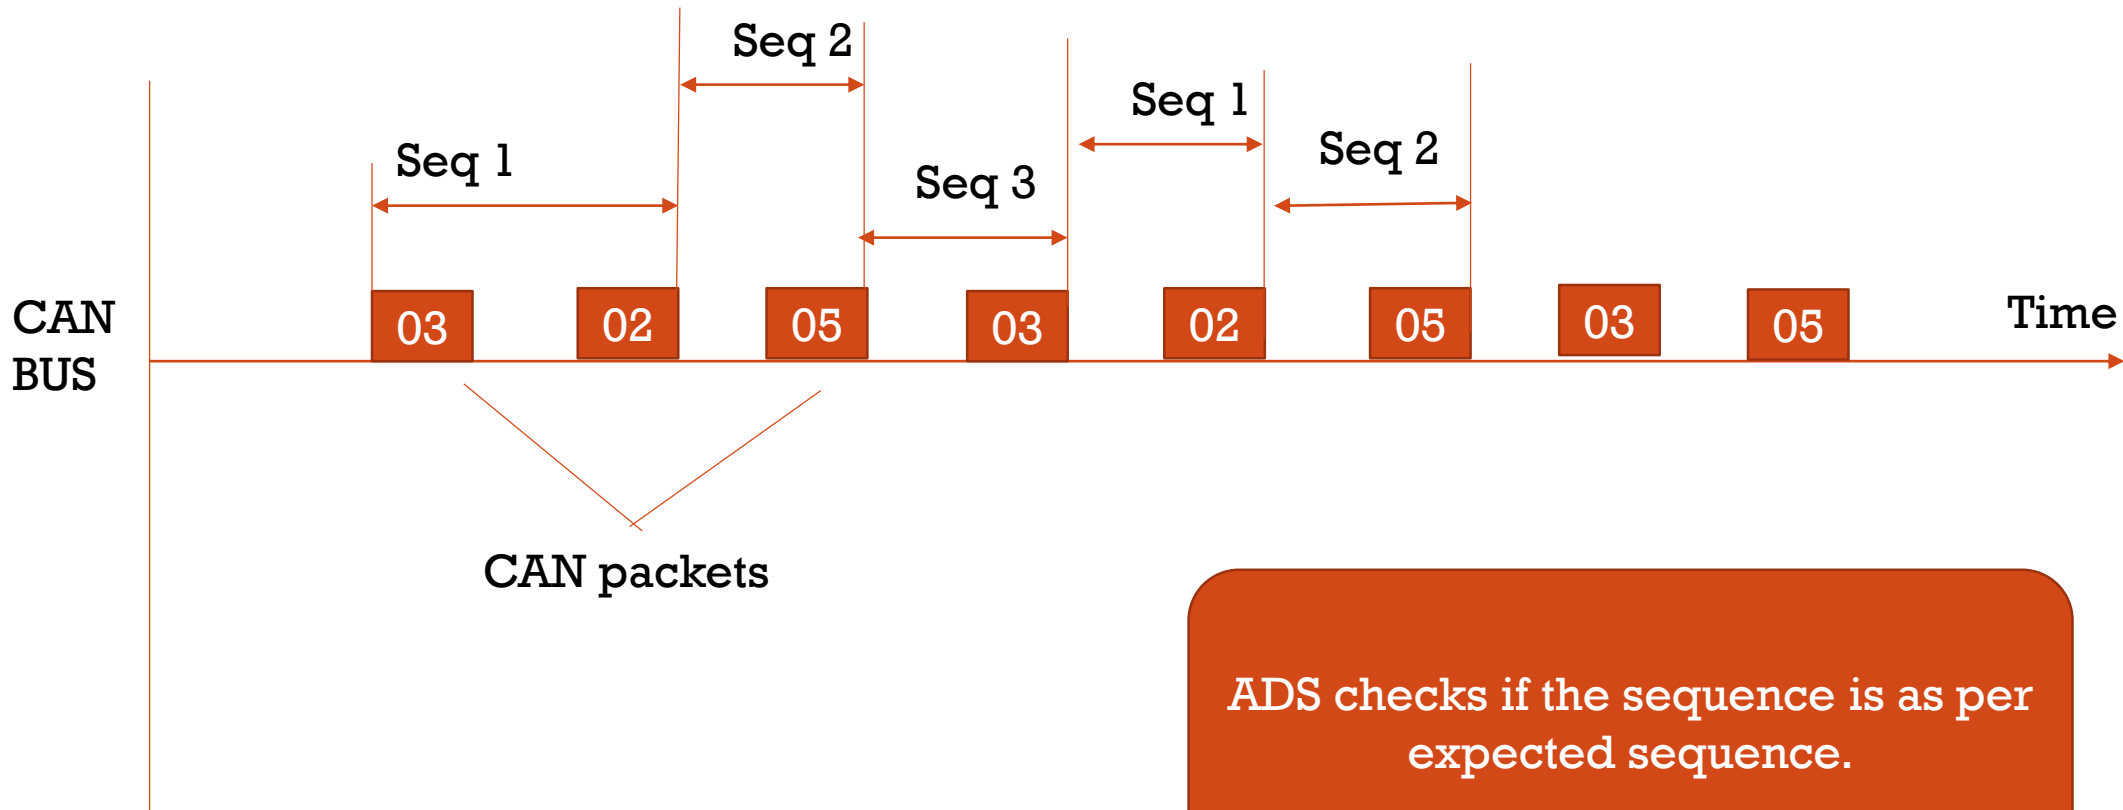 Seq 2
Seq 1
Seq 1
Seq 2
Seq 3
CAN
BUS
03
02
05
03
02
05
03
05
Time
CAN packets
ADS checks if the sequence is as per
expected sequence.